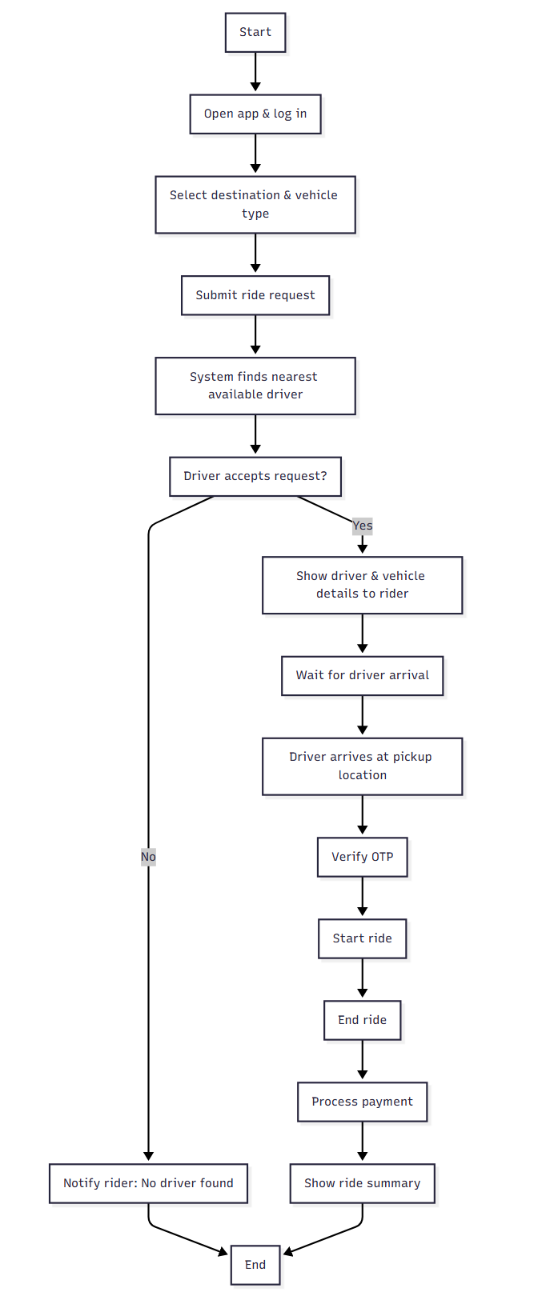 Start
Open app & log in
Select destination & vehicle
type
Submit ride request
System finds nearest
available driver
Driver accepts request?
Yes
Show driver & vehicle
details to rider
Wait for driver arrival
Driver arrives at pickup
location
No
Verify OTP
Start ride
End ride
Process payment
Notify rider: No driver found
Show ride summary
End